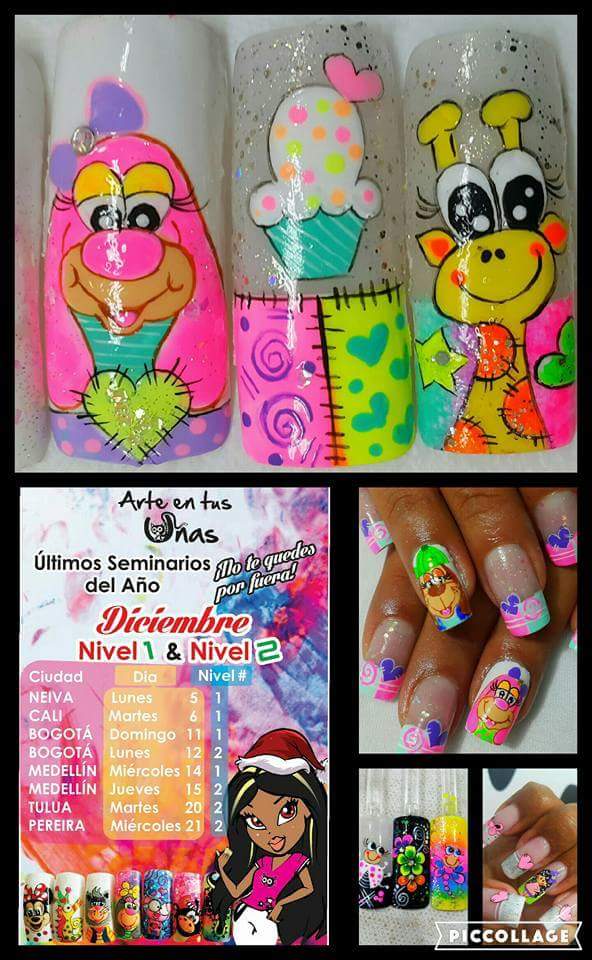 Arte en tus
Uñas
Últimos Seminarios
del Año
¡No te quedes
por fuera!
Diciembre
Nivel 1 & Nivel 2
Ciudad Dia Nivel #
NEIVA Lunes 5 1
CALI Martes 6 1
BOGOTÁ Domingo 11 1
BOGOTÁ Lunes 12 2
MEDELLÍN Miércoles 14 1
MEDELLÍN Jueves 15 2
TULUA Martes 20 2
PEREIRA Miércoles 21 2
PICCOLLAGE